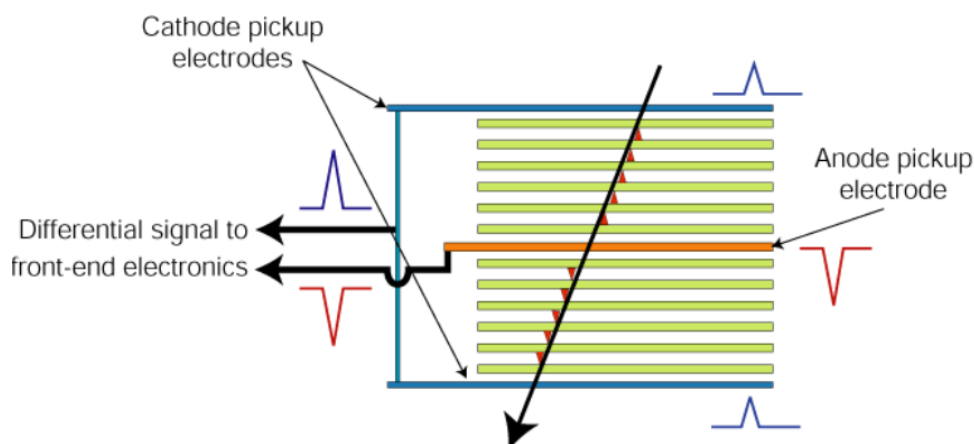 Cathode pickup
electrodes
Anode pickup
electrode
Differential signal to
front-end electronics